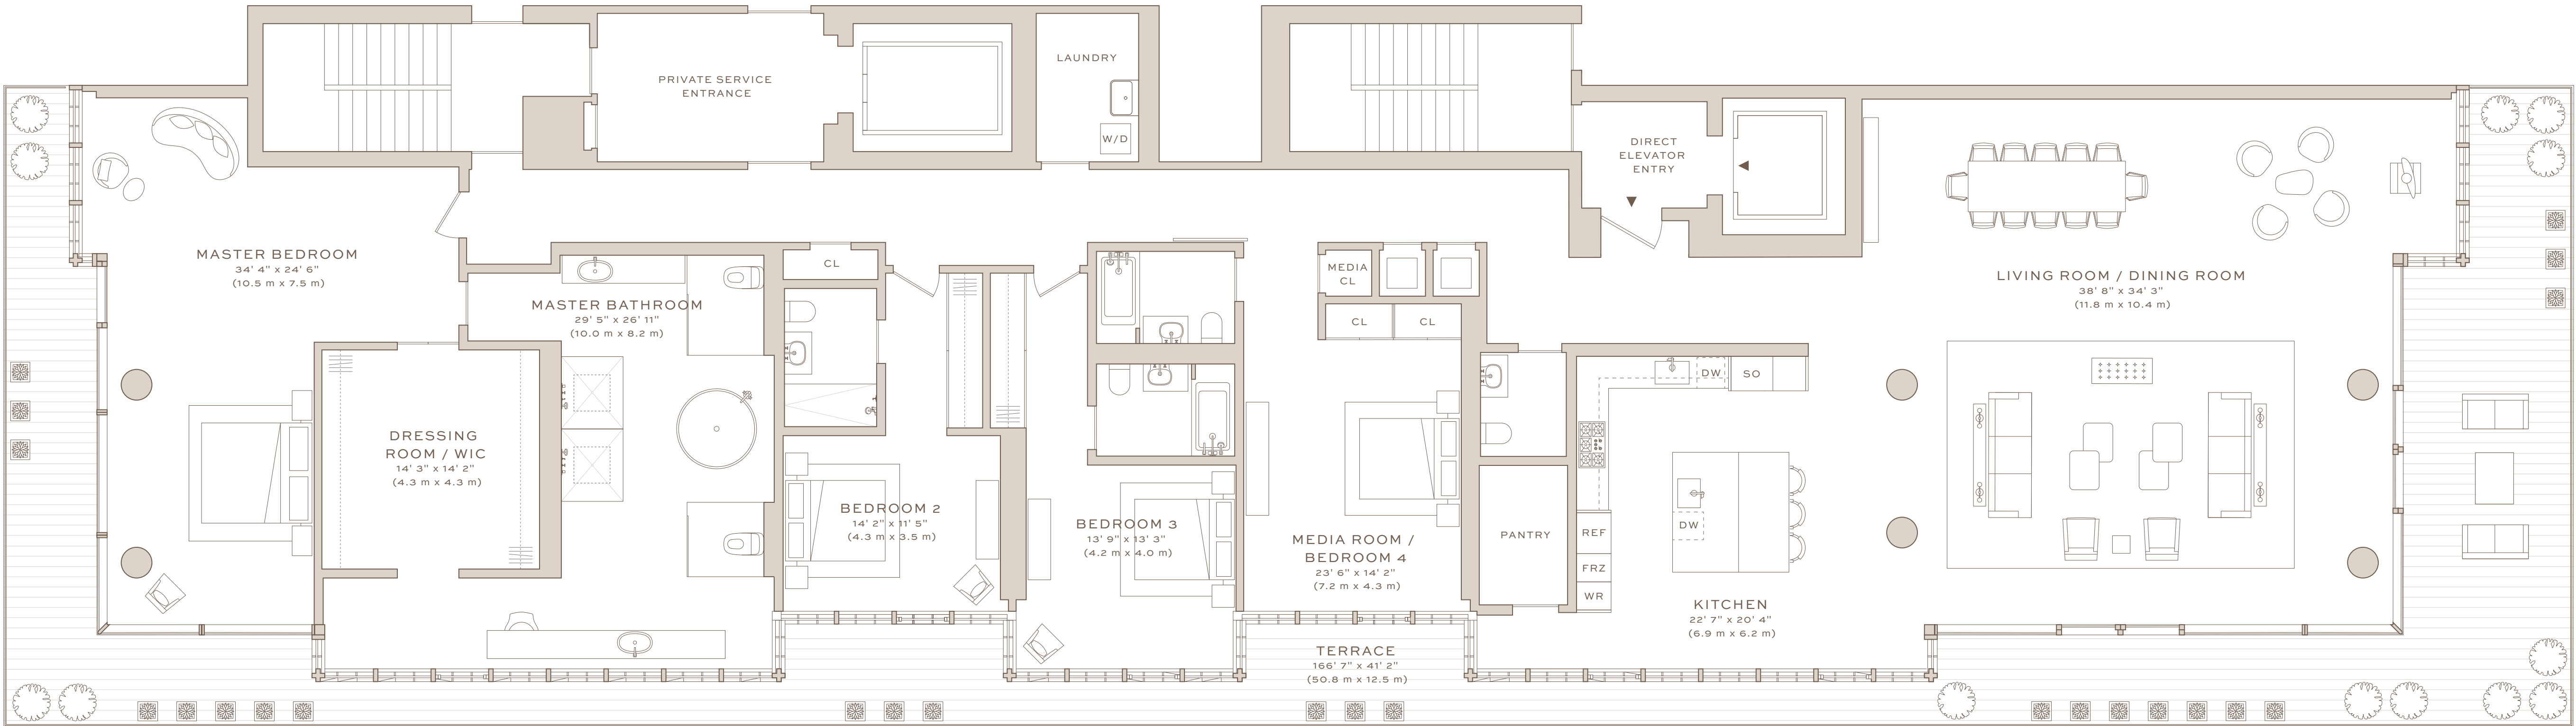 PRIVATE SERVICE
ENTRANCE
LAUNDRY
W/D
DIRECT
ELEVATOR
ENTRY
MASTER BEDROOM
34' 4" x 24' 6"
(10.5 m x 7.5 m)
MASTER BATHROOM
29' 5" x 26' 11"
(10.0 m x 8.2 m)
CL
MEDIA
CL
CL
CL
LIVING ROOM / DINING ROOM
38' 8" x 34' 3"
(11.8 m x 10.4 m)
DRESSING
ROOM / WIC
14' 3" x 14' 2"
(4.3 m x 4.3 m)
BEDROOM 2
14' 2" x 11' 5"
(4.3 m x 3.5 m)
BEDROOM 3
13' 9" x 13' 3"
(4.2 m x 4.0 m)
MEDIA ROOM /
BEDROOM 4
23' 6" x 14' 2"
(7.2 m x 4.3 m)
PANTRY
DW
SO
DW
REF
FRZ
WR
KITCHEN
22' 7" x 20' 4"
(6.9 m x 6.2 m)
TERRACE
166' 7" x 41' 2"
(50.8 m x 12.5 m)